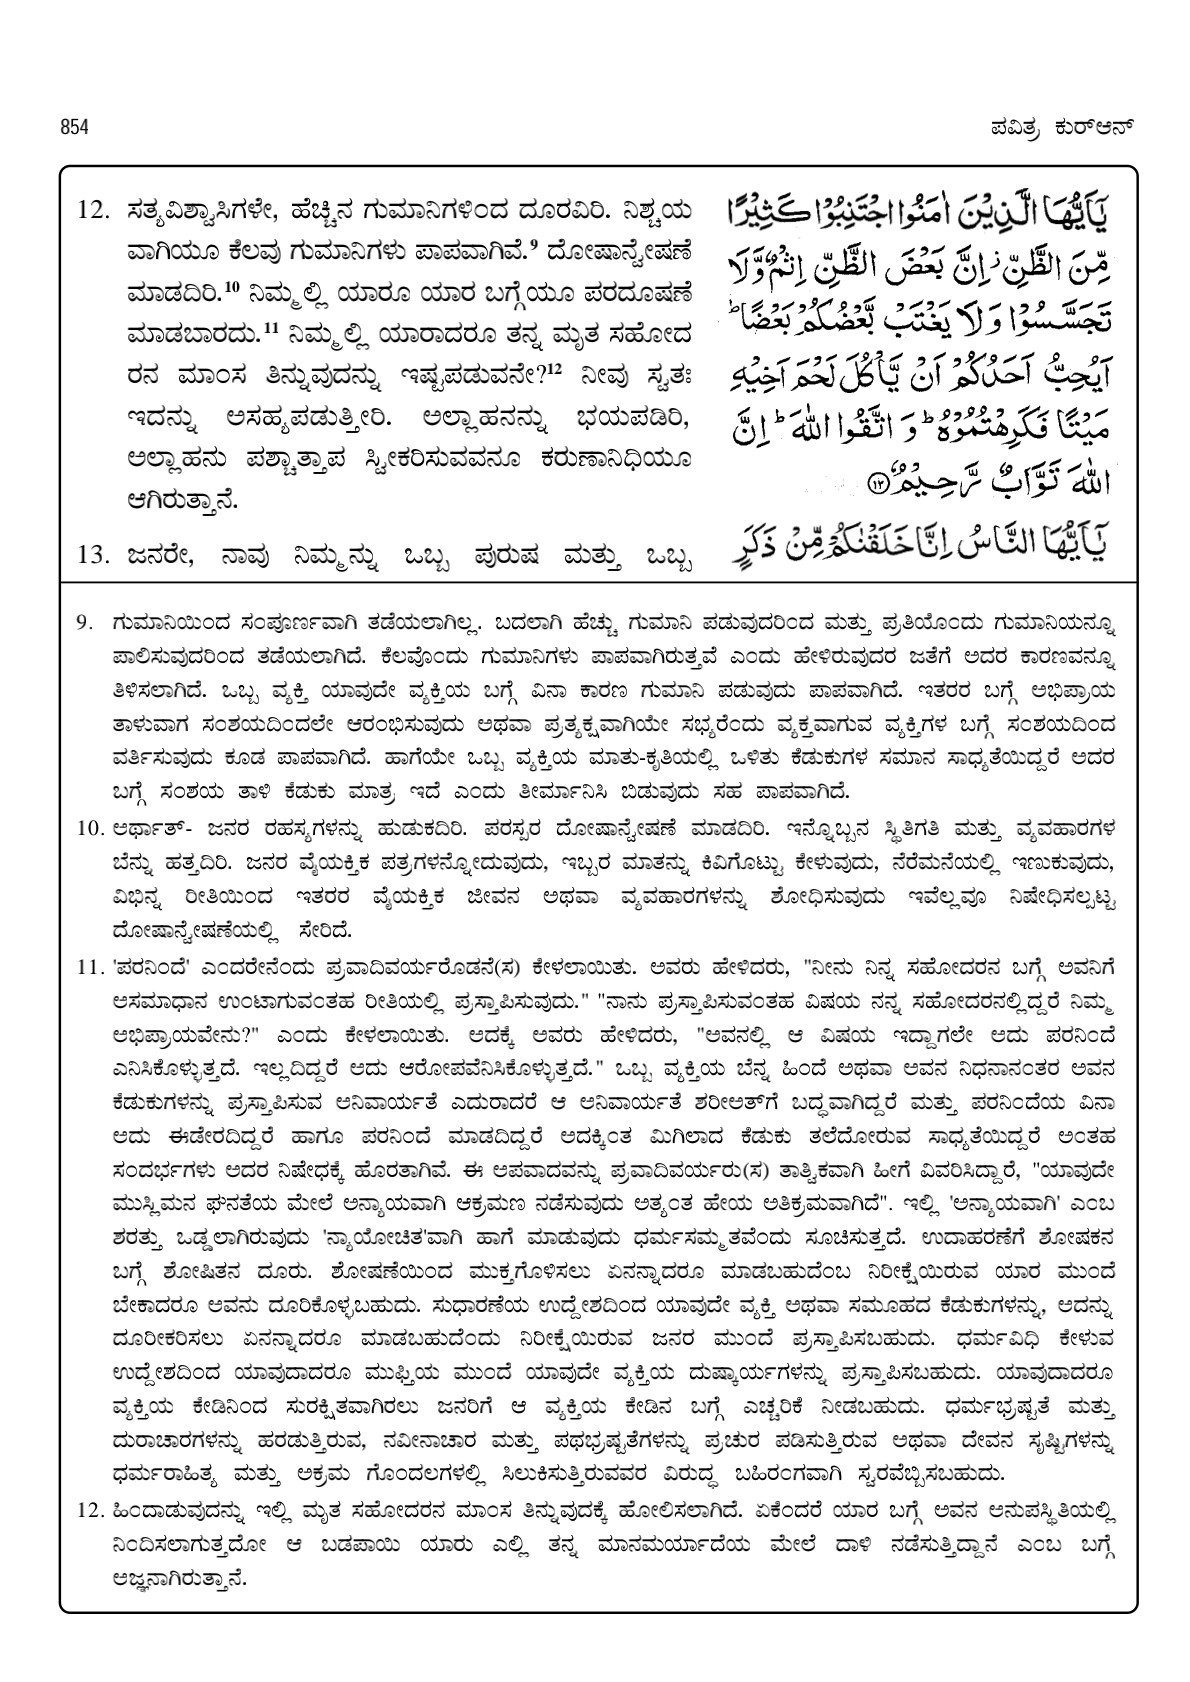 854
ಪವಿತ್ರ ಕುರ್‌ಆನ್
12. ಸತ್ಯವಿಶ್ವಾಸಿಗಳೇ, ಹೆಚ್ಚಿನ ಗುಮಾನಿಗಳಿಂದ ದೂರವಿರಿ. ನಿಶ್ಚಯ
ವಾಗಿಯೂ ಕೆಲವು ಗುಮಾನಿಗಳು ಪಾಪವಾಗಿವೆ.⁹ ದೋಷಾನ್ವೇಷಣೆ
ಮಾಡದಿರಿ.¹⁰ ನಿಮ್ಮಲ್ಲಿ ಯಾರೂ ಯಾರ ಬಗ್ಗೆಯೂ ಪರದೂಷಣೆ
ಮಾಡಬಾರದು.¹¹ ನಿಮ್ಮಲ್ಲಿ ಯಾರಾದರೂ ತನ್ನ ಮೃತ ಸಹೋದ
ರನ ಮಾಂಸ ತಿನ್ನುವುದನ್ನು ಇಷ್ಟಪಡುವನೇ?¹² ನೀವು ಸ್ವತಃ
ಇದನ್ನು ಅಸಹ್ಯಪಡುತ್ತೀರಿ. ಅಲ್ಲಾಹನನ್ನು ಭಯಪಡಿರಿ,
ಅಲ್ಲಾಹನು ಪಶ್ಚಾತ್ತಾಪ ಸ್ವೀಕರಿಸುವವನೂ ಕರುಣಾನಿಧಿಯೂ
ಆಗಿರುತ್ತಾನೆ.
13. ಜನರೇ, ನಾವು ನಿಮ್ಮನ್ನು ಒಬ್ಬ ಪುರುಷ ಮತ್ತು ಒಬ್ಬ
يٰٓاَيُّهَا الَّذِيْنَ اٰمَنُوا اجْتَنِبُوْا كَثِيْرًا
مِّنَ الظَّنِّ ز اِنَّ بَعْضَ الظَّنِّ اِثْمٌ وَّلَا
تَجَسَّسُوْا وَلَا يَغْتَبْ بَّعْضُكُمْ بَعْضًا ؕ
اَيُحِبُّ اَحَدُكُمْ اَنْ يَّاْكُلَ لَحْمَ اَخِيْهِ
مَيْتًا فَكَرِهْتُمُوْهُ ؕ وَ اتَّقُوا اللّٰهَ ؕ اِنَّ
اللّٰهَ تَوَّابٌ رَّحِيْمٌ ﴿١٢﴾
يٰٓاَيُّهَا النَّاسُ اِنَّا خَلَقْنٰكُمْ مِّنْ ذَكَرٍ
9. ಗುಮಾನಿಯಿಂದ ಸಂಪೂರ್ಣವಾಗಿ ತಡೆಯಲಾಗಿಲ್ಲ. ಬದಲಾಗಿ ಹೆಚ್ಚು ಗುಮಾನಿ ಪಡುವುದರಿಂದ ಮತ್ತು ಪ್ರತಿಯೊಂದು ಗುಮಾನಿಯನ್ನೂ
ಪಾಲಿಸುವುದರಿಂದ ತಡೆಯಲಾಗಿದೆ. ಕೆಲವೊಂದು ಗುಮಾನಿಗಳು ಪಾಪವಾಗಿರುತ್ತವೆ ಎಂದು ಹೇಳಿರುವುದರ ಜತೆಗೆ ಅದರ ಕಾರಣವನ್ನೂ
ತಿಳಿಸಲಾಗಿದೆ. ಒಬ್ಬ ವ್ಯಕ್ತಿ ಯಾವುದೇ ವ್ಯಕ್ತಿಯ ಬಗ್ಗೆ ವಿನಾ ಕಾರಣ ಗುಮಾನಿ ಪಡುವುದು ಪಾಪವಾಗಿದೆ. ಇತರರ ಬಗ್ಗೆ ಅಭಿಪ್ರಾಯ
ತಾಳುವಾಗ ಸಂಶಯದಿಂದಲೇ ಆರಂಭಿಸುವುದು ಅಥವಾ ಪ್ರತ್ಯಕ್ಷವಾಗಿಯೇ ಸಭ್ಯರೆಂದು ವ್ಯಕ್ತವಾಗುವ ವ್ಯಕ್ತಿಗಳ ಬಗ್ಗೆ ಸಂಶಯದಿಂದ
ವರ್ತಿಸುವುದು ಕೂಡ ಪಾಪವಾಗಿದೆ. ಹಾಗೆಯೇ ಒಬ್ಬ ವ್ಯಕ್ತಿಯ ಮಾತು-ಕೃತಿಯಲ್ಲಿ ಒಳಿತು ಕೆಡುಕುಗಳ ಸಮಾನ ಸಾಧ್ಯತೆಯಿದ್ದರೆ ಅದರ
ಬಗ್ಗೆ ಸಂಶಯ ತಾಳಿ ಕೆಡುಕು ಮಾತ್ರ ಇದೆ ಎಂದು ತೀರ್ಮಾನಿಸಿ ಬಿಡುವುದು ಸಹ ಪಾಪವಾಗಿದೆ.
10. ಅರ್ಥಾತ್- ಜನರ ರಹಸ್ಯಗಳನ್ನು ಹುಡುಕದಿರಿ. ಪರಸ್ಪರ ದೋಷಾನ್ವೇಷಣೆ ಮಾಡದಿರಿ. ಇನ್ನೊಬ್ಬನ ಸ್ಥಿತಿಗತಿ ಮತ್ತು ವ್ಯವಹಾರಗಳ
ಬೆನ್ನು ಹತ್ತದಿರಿ. ಜನರ ವೈಯಕ್ತಿಕ ಪತ್ರಗಳನ್ನೋದುವುದು, ಇಬ್ಬರ ಮಾತನ್ನು ಕಿವಿಗೊಟ್ಟು ಕೇಳುವುದು, ನೆರೆಮನೆಯಲ್ಲಿ ಇಣುಕುವುದು,
ವಿಭಿನ್ನ ರೀತಿಯಿಂದ ಇತರರ ವೈಯಕ್ತಿಕ ಜೀವನ ಅಥವಾ ವ್ಯವಹಾರಗಳನ್ನು ಶೋಧಿಸುವುದು ಇವೆಲ್ಲವೂ ನಿಷೇಧಿಸಲ್ಪಟ್ಟ
ದೋಷಾನ್ವೇಷಣೆಯಲ್ಲಿ ಸೇರಿದೆ.
11. 'ಪರನಿಂದೆ' ಎಂದರೇನೆಂದು ಪ್ರವಾದಿವರ್ಯರೊಡನೆ(ಸ) ಕೇಳಲಾಯಿತು. ಅವರು ಹೇಳಿದರು, "ನೀನು ನಿನ್ನ ಸಹೋದರನ ಬಗ್ಗೆ ಅವನಿಗೆ
ಅಸಮಾಧಾನ ಉಂಟಾಗುವಂತಹ ರೀತಿಯಲ್ಲಿ ಪ್ರಸ್ತಾಪಿಸುವುದು." "ನಾನು ಪ್ರಸ್ತಾಪಿಸುವಂತಹ ವಿಷಯ ನನ್ನ ಸಹೋದರನಲ್ಲಿದ್ದರೆ ನಿಮ್ಮ
ಅಭಿಪ್ರಾಯವೇನು?" ಎಂದು ಕೇಳಲಾಯಿತು. ಅದಕ್ಕೆ ಅವರು ಹೇಳಿದರು, "ಅವನಲ್ಲಿ ಆ ವಿಷಯ ಇದ್ದಾಗಲೇ ಅದು ಪರನಿಂದೆ
ಎನಿಸಿಕೊಳ್ಳುತ್ತದೆ. ಇಲ್ಲದಿದ್ದರೆ ಅದು ಆರೋಪವೆನಿಸಿಕೊಳ್ಳುತ್ತದೆ." ಒಬ್ಬ ವ್ಯಕ್ತಿಯ ಬೆನ್ನ ಹಿಂದೆ ಅಥವಾ ಅವನ ನಿಧನಾನಂತರ ಅವನ
ಕೆಡುಕುಗಳನ್ನು ಪ್ರಸ್ತಾಪಿಸುವ ಅನಿವಾರ್ಯತೆ ಎದುರಾದರೆ ಆ ಅನಿವಾರ್ಯತೆ ಶರೀಅತ್‌ಗೆ ಬದ್ಧವಾಗಿದ್ದರೆ ಮತ್ತು ಪರನಿಂದೆಯ ವಿನಾ
ಅದು ಈಡೇರದಿದ್ದರೆ ಹಾಗೂ ಪರನಿಂದೆ ಮಾಡದಿದ್ದರೆ ಅದಕ್ಕಿಂತ ಮಿಗಿಲಾದ ಕೆಡುಕು ತಲೆದೋರುವ ಸಾಧ್ಯತೆಯಿದ್ದರೆ ಅಂತಹ
ಸಂದರ್ಭಗಳು ಅದರ ನಿಷೇಧಕ್ಕೆ ಹೊರತಾಗಿವೆ. ಈ ಅಪವಾದವನ್ನು ಪ್ರವಾದಿವರ್ಯರು(ಸ) ತಾತ್ವಿಕವಾಗಿ ಹೀಗೆ ವಿವರಿಸಿದ್ದಾರೆ, "ಯಾವುದೇ
ಮುಸ್ಲಿಮನ ಘನತೆಯ ಮೇಲೆ ಅನ್ಯಾಯವಾಗಿ ಆಕ್ರಮಣ ನಡೆಸುವುದು ಅತ್ಯಂತ ಹೇಯ ಅತಿಕ್ರಮವಾಗಿದೆ". ಇಲ್ಲಿ 'ಅನ್ಯಾಯವಾಗಿ' ಎಂಬ
ಶರತ್ತು ಒಡ್ಡಲಾಗಿರುವುದು 'ನ್ಯಾಯೋಚಿತ'ವಾಗಿ ಹಾಗೆ ಮಾಡುವುದು ಧರ್ಮಸಮ್ಮತವೆಂದು ಸೂಚಿಸುತ್ತದೆ. ಉದಾಹರಣೆಗೆ ಶೋಷಕನ
ಬಗ್ಗೆ ಶೋಷಿತನ ದೂರು. ಶೋಷಣೆಯಿಂದ ಮುಕ್ತಗೊಳಿಸಲು ಏನನ್ನಾದರೂ ಮಾಡಬಹುದೆಂಬ ನಿರೀಕ್ಷೆಯಿರುವ ಯಾರ ಮುಂದೆ
ಬೇಕಾದರೂ ಅವನು ದೂರಿಕೊಳ್ಳಬಹುದು. ಸುಧಾರಣೆಯ ಉದ್ದೇಶದಿಂದ ಯಾವುದೇ ವ್ಯಕ್ತಿ ಅಥವಾ ಸಮೂಹದ ಕೆಡುಕುಗಳನ್ನು, ಅದನ್ನು
ದೂರೀಕರಿಸಲು ಏನನ್ನಾದರೂ ಮಾಡಬಹುದೆಂದು ನಿರೀಕ್ಷೆಯಿರುವ ಜನರ ಮುಂದೆ ಪ್ರಸ್ತಾಪಿಸಬಹುದು. ಧರ್ಮವಿಧಿ ಕೇಳುವ
ಉದ್ದೇಶದಿಂದ ಯಾವುದಾದರೂ ಮುಫ್ತಿಯ ಮುಂದೆ ಯಾವುದೇ ವ್ಯಕ್ತಿಯ ದುಷ್ಕಾರ್ಯಗಳನ್ನು ಪ್ರಸ್ತಾಪಿಸಬಹುದು. ಯಾವುದಾದರೂ
ವ್ಯಕ್ತಿಯ ಕೇಡಿನಿಂದ ಸುರಕ್ಷಿತವಾಗಿರಲು ಜನರಿಗೆ ಆ ವ್ಯಕ್ತಿಯ ಕೇಡಿನ ಬಗ್ಗೆ ಎಚ್ಚರಿಕೆ ನೀಡಬಹುದು. ಧರ್ಮಭ್ರಷ್ಟತೆ ಮತ್ತು
ದುರಾಚಾರಗಳನ್ನು ಹರಡುತ್ತಿರುವ, ನವೀನಾಚಾರ ಮತ್ತು ಪಥಭ್ರಷ್ಟತೆಗಳನ್ನು ಪ್ರಚುರ ಪಡಿಸುತ್ತಿರುವ ಅಥವಾ ದೇವನ ಸೃಷ್ಟಿಗಳನ್ನು
ಧರ್ಮರಾಹಿತ್ಯ ಮತ್ತು ಅಕ್ರಮ ಗೊಂದಲಗಳಲ್ಲಿ ಸಿಲುಕಿಸುತ್ತಿರುವವರ ವಿರುದ್ಧ ಬಹಿರಂಗವಾಗಿ ಸ್ವರವೆಬ್ಬಿಸಬಹುದು.
12. ಹಿಂದಾಡುವುದನ್ನು ಇಲ್ಲಿ ಮೃತ ಸಹೋದರನ ಮಾಂಸ ತಿನ್ನುವುದಕ್ಕೆ ಹೋಲಿಸಲಾಗಿದೆ. ಏಕೆಂದರೆ ಯಾರ ಬಗ್ಗೆ ಅವನ ಅನುಪಸ್ಥಿತಿಯಲ್ಲಿ
ನಿಂದಿಸಲಾಗುತ್ತದೋ ಆ ಬಡಪಾಯಿ ಯಾರು ಎಲ್ಲಿ ತನ್ನ ಮಾನಮರ್ಯಾದೆಯ ಮೇಲೆ ದಾಳಿ ನಡೆಸುತ್ತಿದ್ದಾನೆ ಎಂಬ ಬಗ್ಗೆ
ಅಜ್ಞನಾಗಿರುತ್ತಾನೆ.